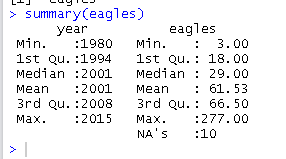 > summary(eagles)
year eagles
Min. :1980 Min. : 3.00
1st Qu.:1994 1st Qu.: 18.00
Median :2001 Median : 29.00
Mean :2001 Mean : 61.53
3rd Qu.:2008 3rd Qu.: 66.50
Max. :2015 Max. :277.00
NA's :10
>